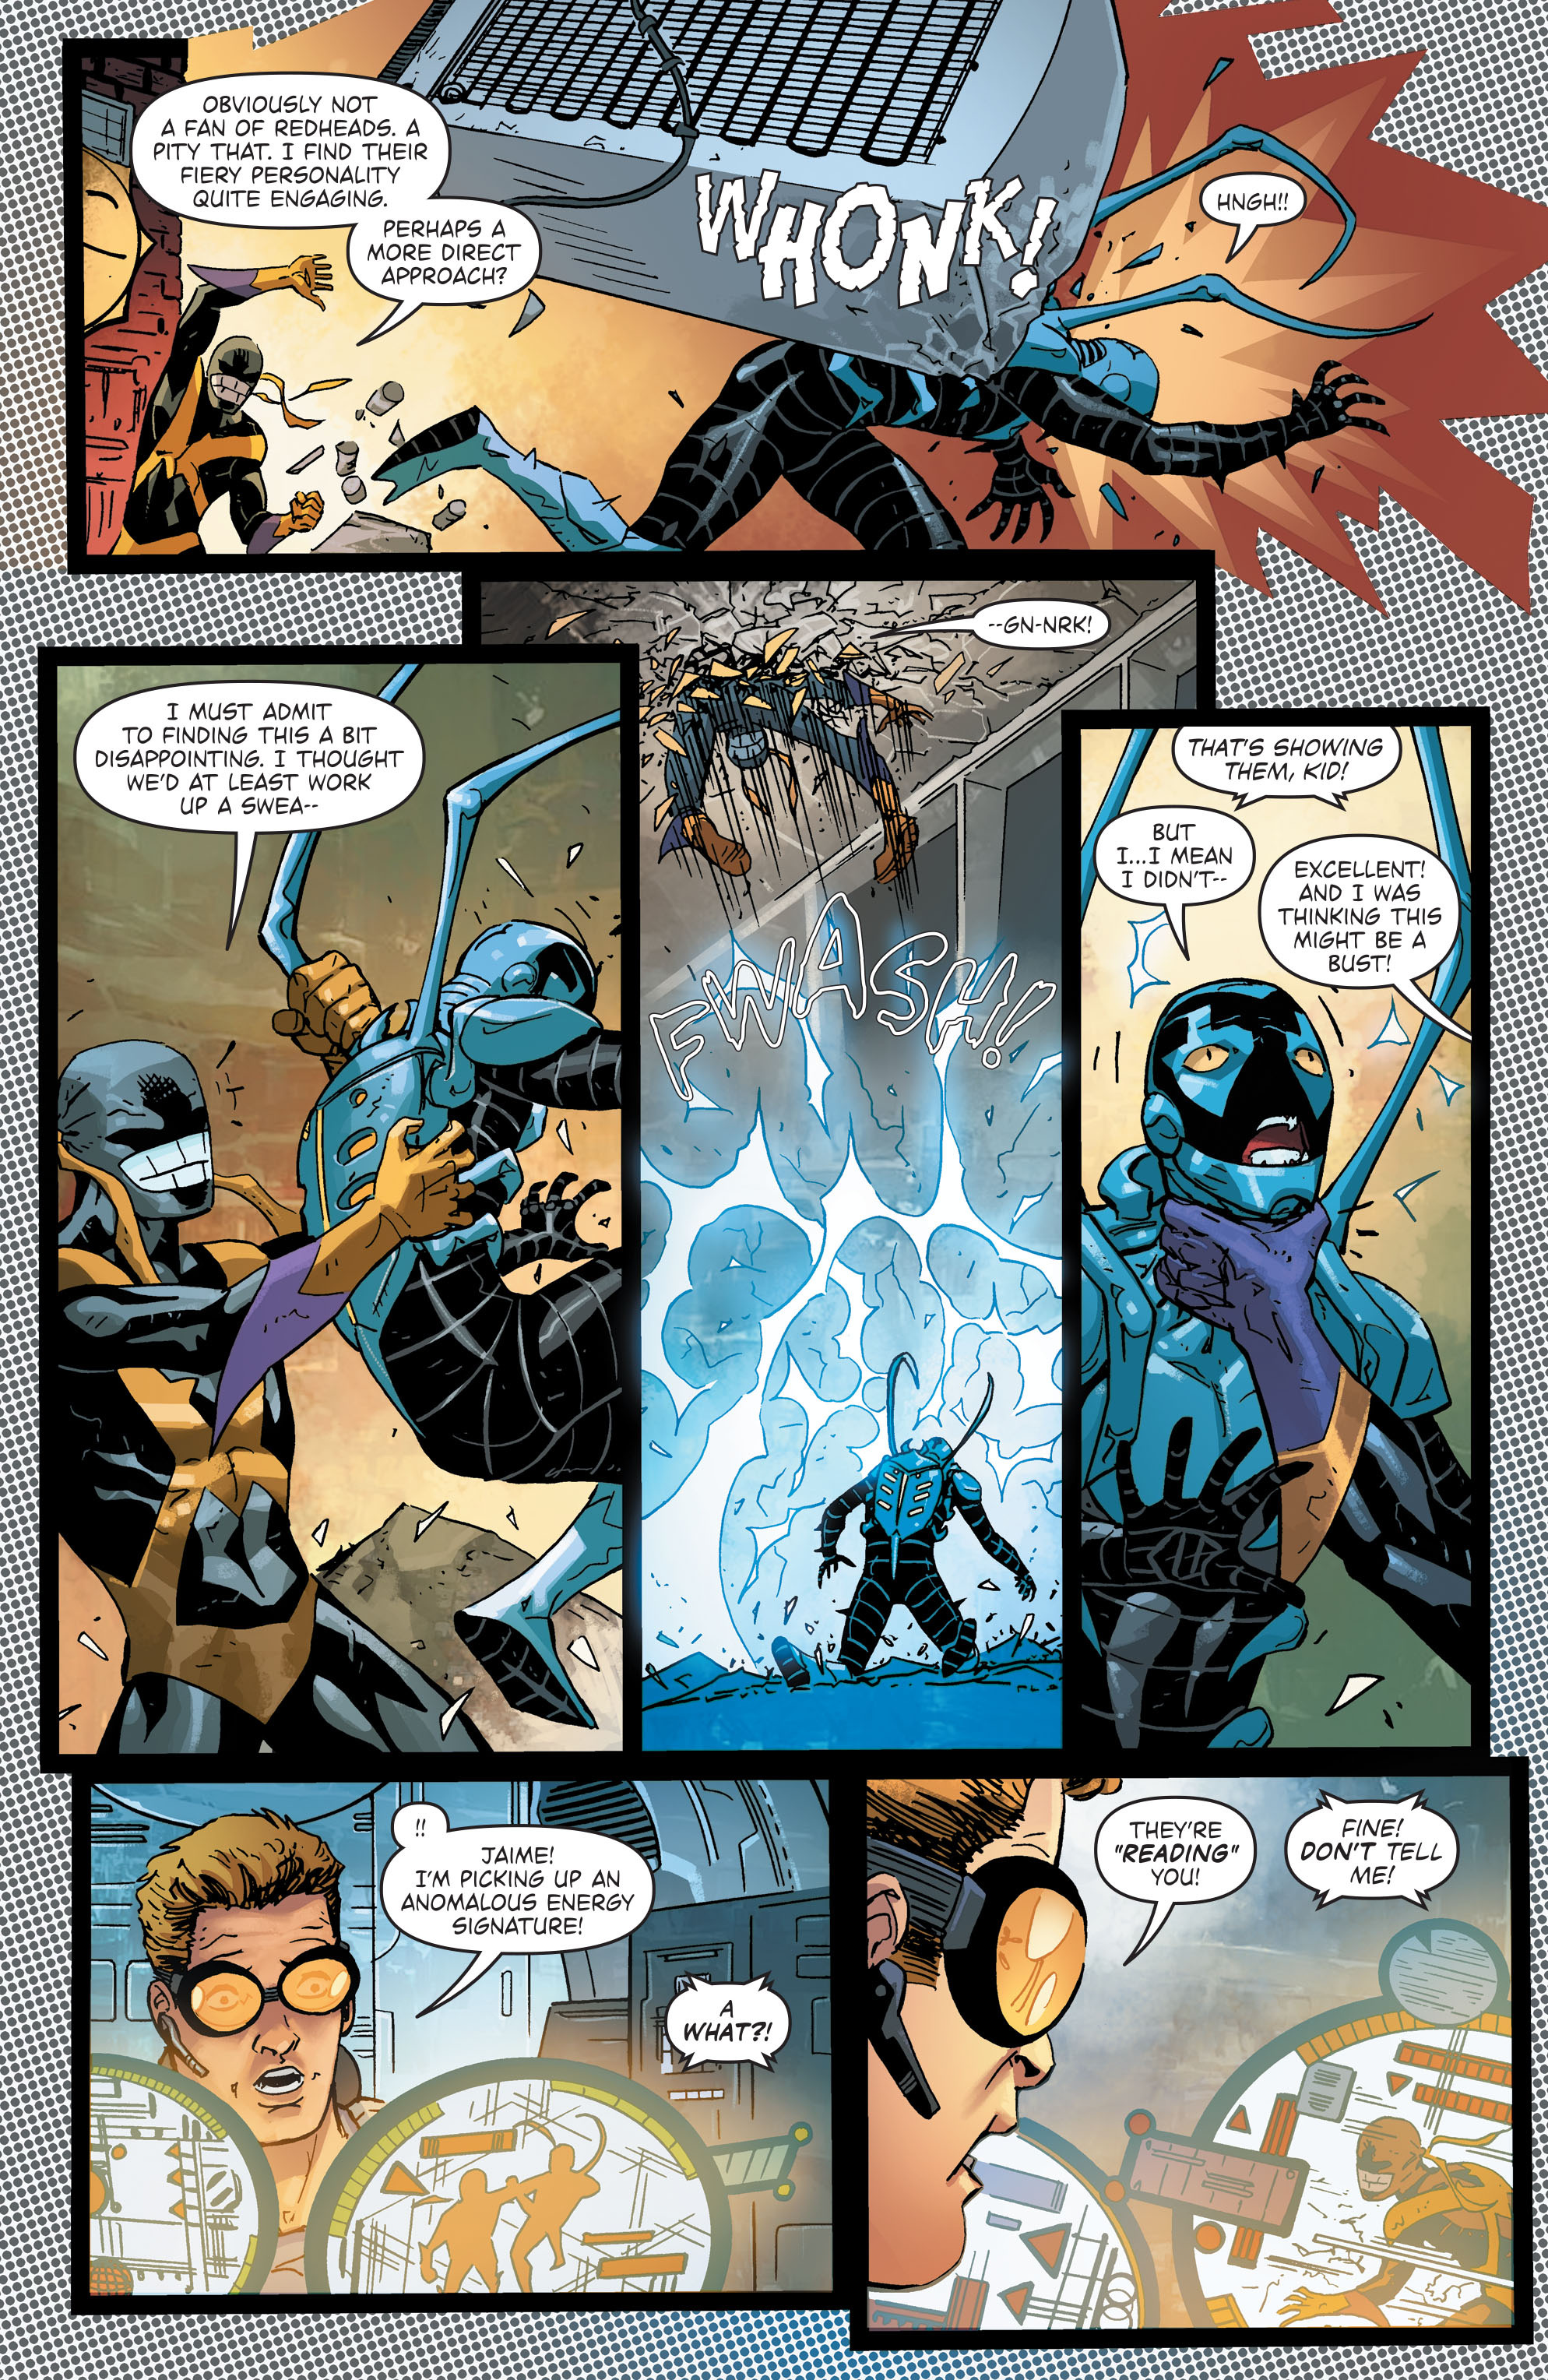 OBVIOUSLY NOT
A FAN OF REDHEADS. A
PITY THAT. I FIND THEIR
FIERY PERSONALITY
QUITE ENGAGING.
PERHAPS A
MORE DIRECT
APPROACH?
WHONK!
HNGH!!
I MUST ADMIT
TO FINDING THIS A BIT
DISAPPOINTING. I THOUGHT
WE'D AT LEAST WORK
UP A SWEA--
--GN-NRK!
FWASH!!
THAT'S SHOWING
THEM, KID!
BUT
I...I MEAN
I DIDN'T--
EXCELLENT!
AND I WAS
THINKING THIS
MIGHT BE A
BUST!
!!
JAIME!
I'M PICKING UP AN
ANOMALOUS ENERGY
SIGNATURE!
A
WHAT?!
THEY'RE
"READING"
YOU!
FINE!
DON'T TELL
ME!